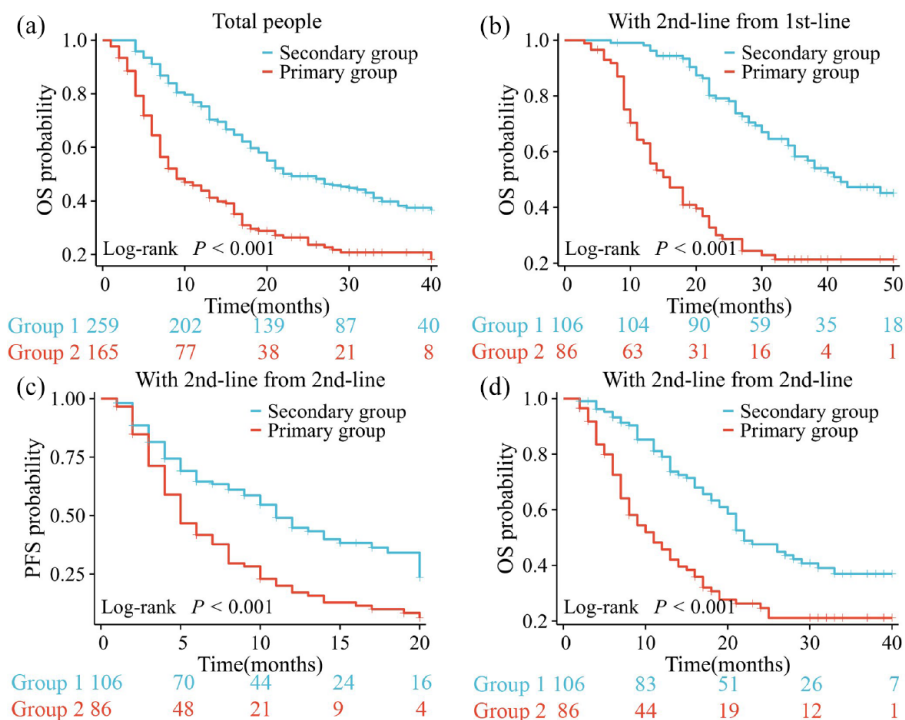 (a)
Total people
Secondary group
Primary group
OS probability
1.0
0.8
0.6
0.4
0.2
Log-rank P < 0.001
0 10 20 30 40
Time(months)
Group 1 259 202 139 87 40
Group 2 165 77 38 21 8
(b)
With 2nd-line from 1st-line
Secondary group
Primary group
OS probability
1.0
0.8
0.6
0.4
0.2
Log-rank P < 0.001
0 10 20 30 40 50
Time(months)
Group 1 106 104 90 59 35 18
Group 2 86 63 31 16 4 1
(c)
With 2nd-line from 2nd-line
Secondary group
Primary group
PFS probability
1.00
0.75
0.50
0.25
Log-rank P < 0.001
0 5 10 15 20
Time(months)
Group 1 106 70 44 24 16
Group 2 86 48 21 9 4
(d)
With 2nd-line from 2nd-line
Secondary group
Primary group
OS probability
1.0
0.8
0.6
0.4
0.2
Log-rank P < 0.001
0 10 20 30 40
Time(months)
Group 1 106 83 51 26 7
Group 2 86 44 19 12 1